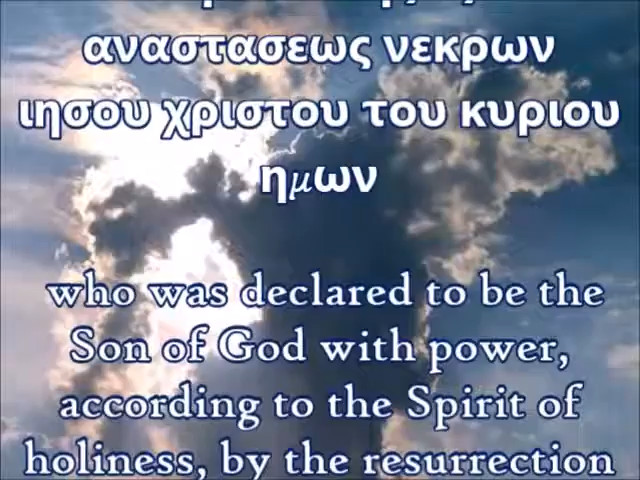 αναστασεως νεκρων
ιησου χριστου του κυριου
ημων
who was declared to be the
Son of God with power,
according to the Spirit of
holiness, by the resurrection